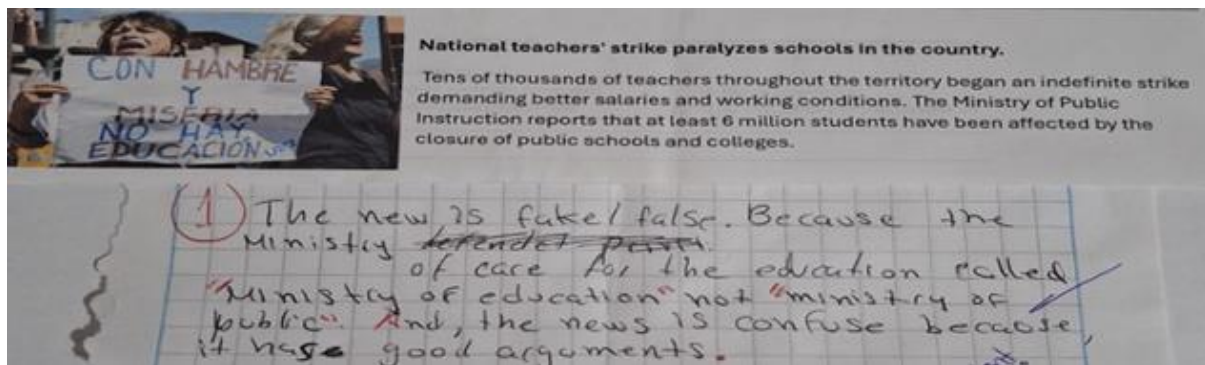 CON HAMBRE
Y
MISERIA
NO HAY
EDUCACIÓN
National teachers' strike paralyzes schools in the country.
Tens of thousands of teachers throughout the territory began an indefinite strike
demanding better salaries and working conditions. The Ministry of Public
Instruction reports that at least 6 million students have been affected by the
closure of public schools and colleges.
1 The new is fake/false. Because the
Ministry
of care for the education called
"Ministry of education" not "ministry of
public". And, the news is confuse because,
it has good arguments.